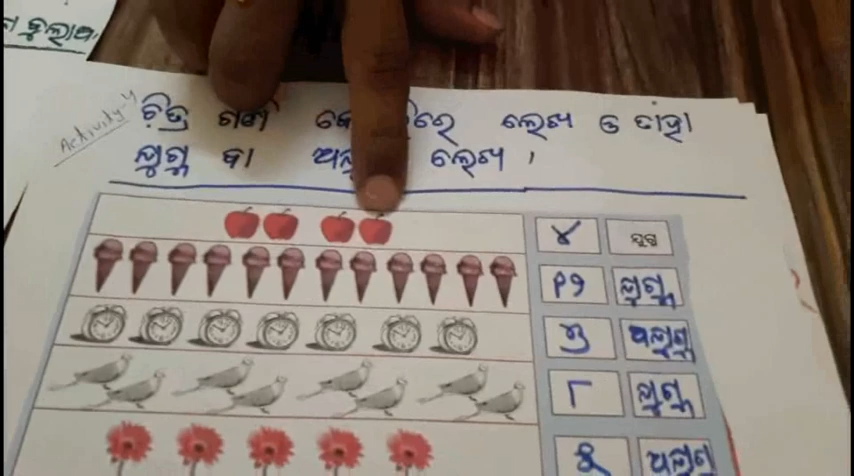 Activity-4
ଚିତ୍ର ଗଣି ଲେଖ ଓ ତାହା
ଯୁଗ୍ମ ବା ଲେଖ ।
୪ ଯୁଗ୍ମ
୧୨ ଯୁଗ୍ମ
୭ ଅଯୁଗ୍ମ
୮ ଯୁଗ୍ମ
୫ ଅଯୁଗ୍ମ